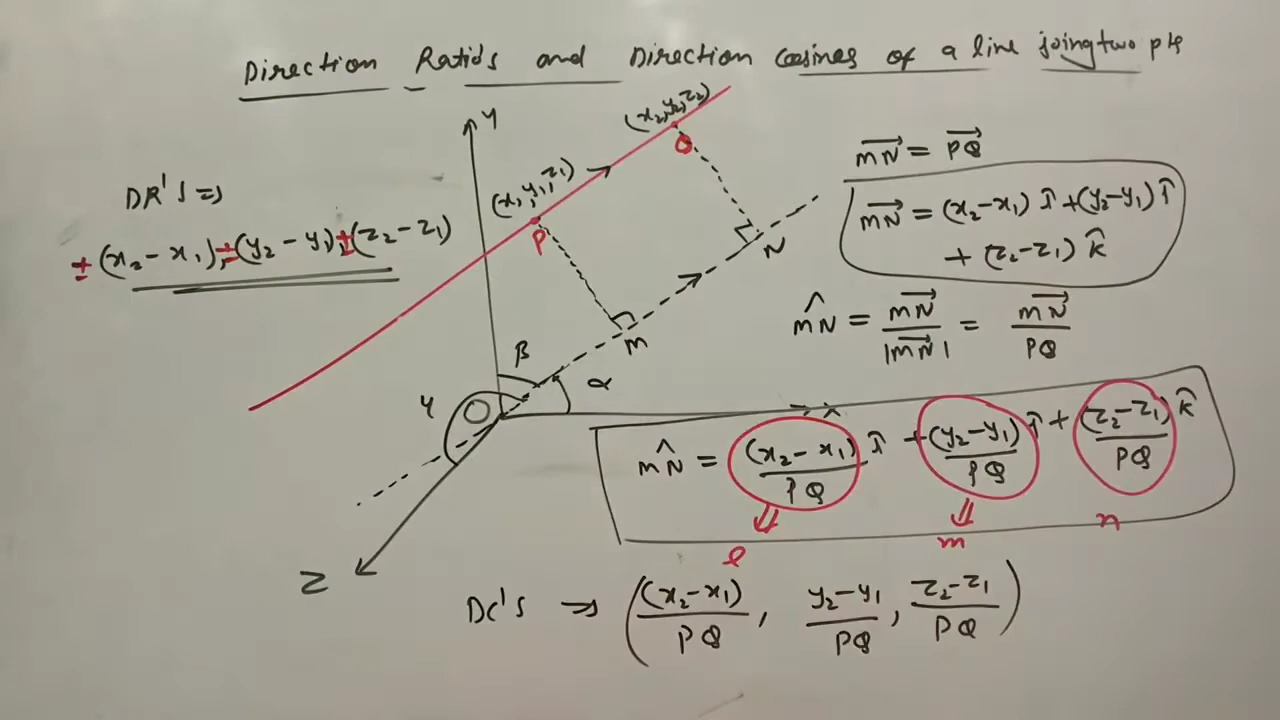 Direction Ratios and Direction Cosines of a line joing two pts
Y
(x₂,y₂,z₂)
Q
DR'S ⇒
(x₁,y₁,z₁)
P
± (x₂-x₁), ±(y₂-y₁), ±(z₂-z₁)
N
M
β
α
γ
Z
x
→MN = →PQ
→MN = (x₂-x₁) î + (y₂-y₁) ĵ
+ (z₂-z₁) k̂
M̂N = →MN / |→MN| = →MN / PQ
M̂N = (x₂-x₁)/PQ î + (y₂-y₁)/PQ ĵ + (z₂-z₁)/PQ k̂
⇓ ⇓
l m n
DC'S ⇒ ((x₂-x₁)/PQ, y₂-y₁/PQ, z₂-z₁/PQ)